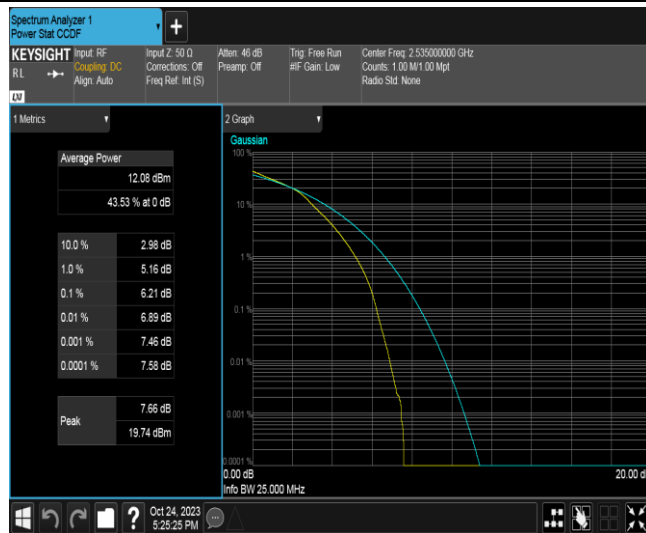 Spectrum Analyzer 1
Power Stat CCDF
+
KEYSIGHT
RL
Input: RF
Coupling: DC
Align: Auto
Input Z: 50 Ω
Corrections: Off
Freq Ref: Int (S)
Atten: 46 dB
Preamp: Off
Trig: Free Run
#IF Gain: Low
Center Freq: 2.535000000 GHz
Counts: 1.00 M/1.00 Mpt
Radio Std: None
1 Metrics
Average Power
12.08 dBm
43.53 % at 0 dB
10.0 % 2.98 dB
1.0 % 5.16 dB
0.1 % 6.21 dB
0.01 % 6.89 dB
0.001 % 7.46 dB
0.0001 % 7.58 dB
Peak
7.66 dB
19.74 dBm
2 Graph
Gaussian
100 %
10 %
1 %
0.1 %
0.01 %
0.001 %
0.0001 %
0.00 dB
20.00 d
Info BW 25.000 MHz
?
Oct 24, 2023
5:25:25 PM